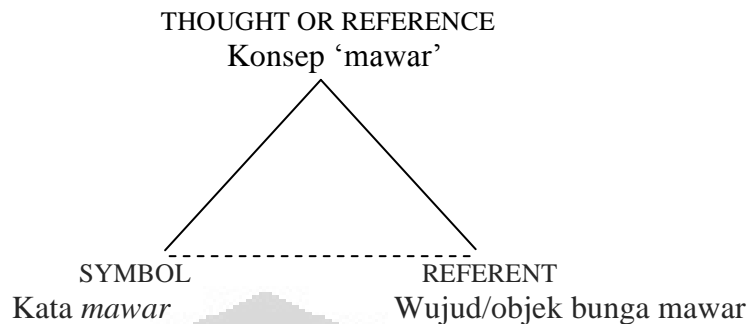 THOUGHT OR REFERENCE
Konsep ‘mawar’
SYMBOL REFERENT
Kata mawar Wujud/objek bunga mawar